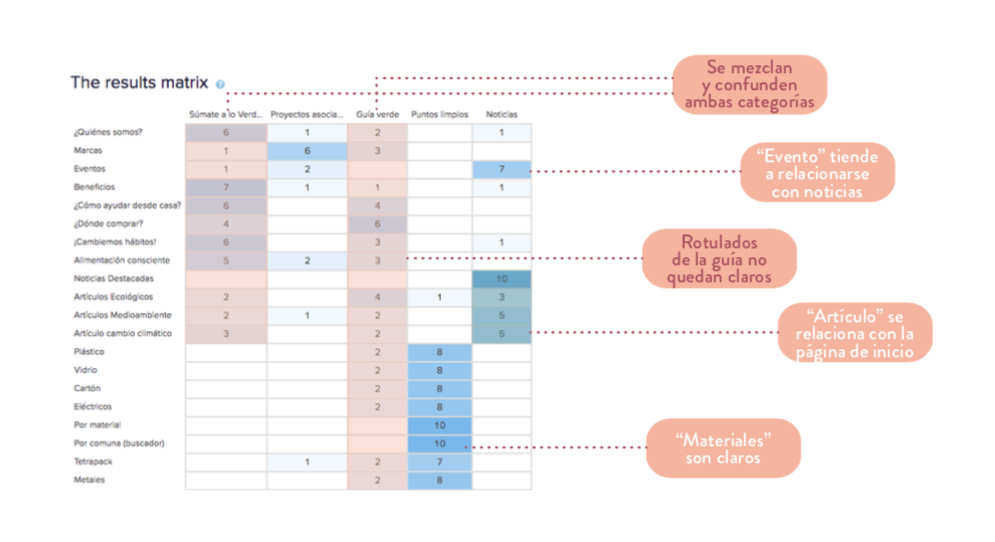 The results matrix ?
Súmate a lo Verd... Proyectos asocia... Guía verde Puntos limpios Noticias
¿Quiénes somos? 6 1 2 1
Marcas 1 6 3
Eventos 1 2 7
Beneficios 7 1 1 1
¿Cómo ayudar desde casa? 6 4
¿Dónde comprar? 4 6
¡Cambiemos hábitos! 6 3 1
Alimentación consciente 5 2 3
Noticias Destacadas 10
Artículos Ecológicos 2 4 1 3
Artículos Medioambiente 2 1 2 5
Artículo cambio climático 3 2 5
Plástico 2 8
Vidrio 2 8
Cartón 2 8
Eléctricos 2 8
Por material 10
Por comuna (buscador) 10
Tetrapack 1 2 7
Metales 2 8
Se mezclan
y confunden
ambas categorías
“Evento” tiende
a relacionarse
con noticias
Rotulados
de la guía no
quedan claros
“Artículo” se
relaciona con la
página de inicio
“Materiales”
son claros